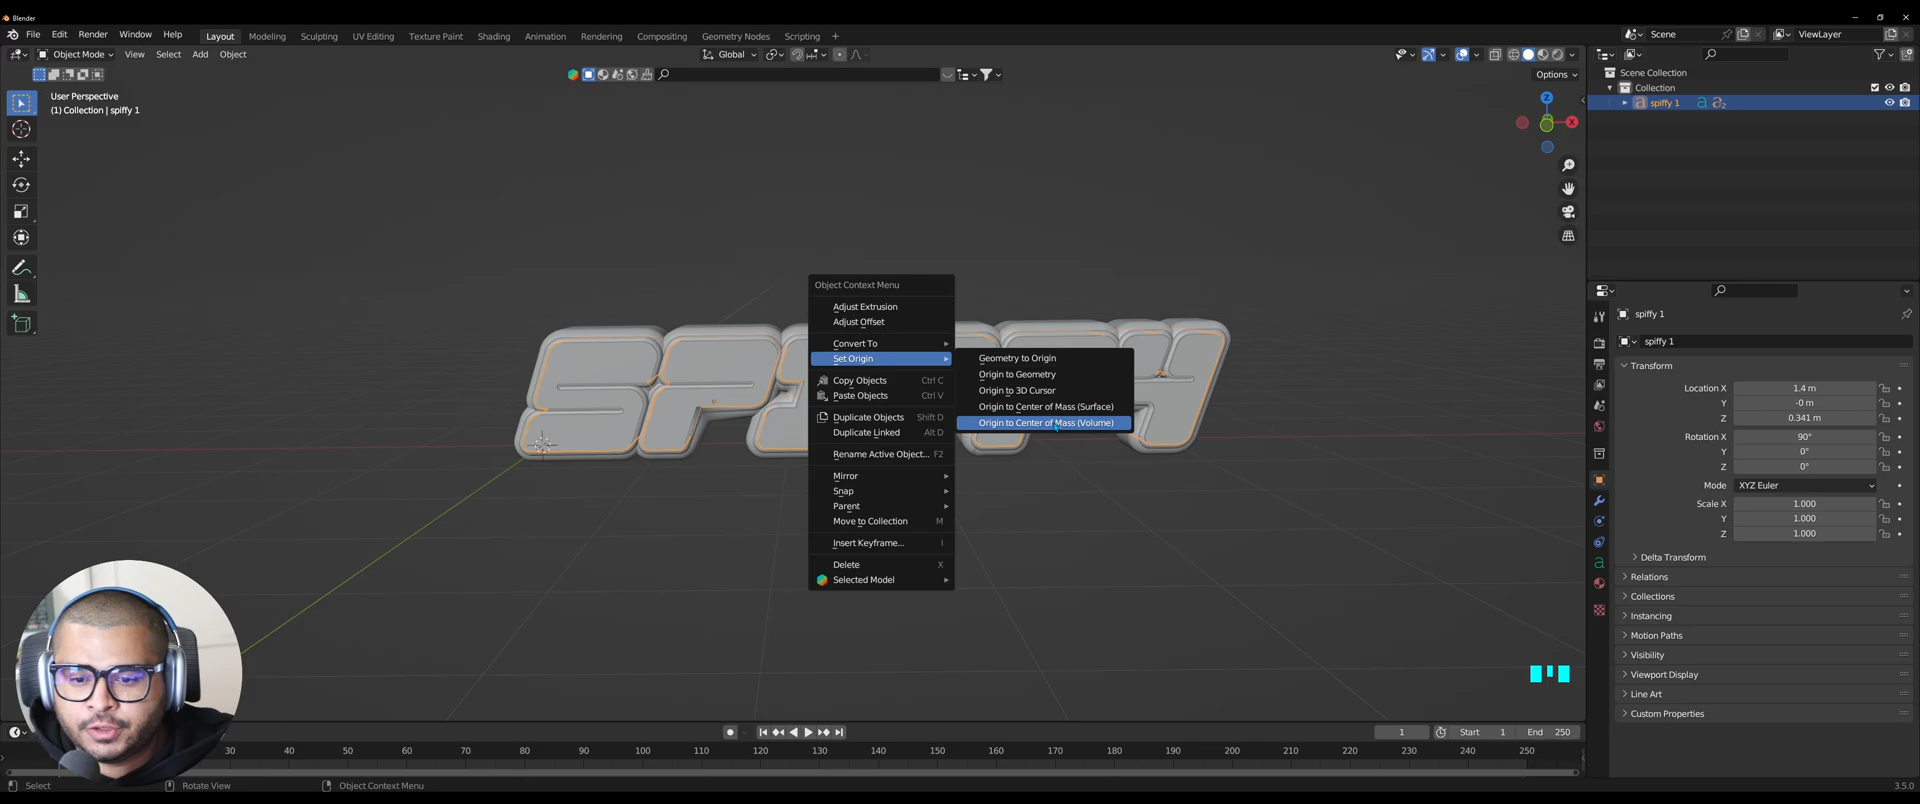 Blender
File Edit Render Window Help Layout Modeling Sculpting UV Editing Texture Paint Shading Animation Rendering Compositing Geometry Nodes Scripting + Scene ViewLayer
Object Mode View Select Add Object Global
Options
User Perspective
(1) Collection | spiffy 1
Scene Collection
Collection
spiffy 1
Z
X
Object Context Menu
Adjust Extrusion
Adjust Offset
Convert To
Set Origin
Copy Objects Ctrl C
Paste Objects Ctrl V
Duplicate Objects Shift D
Duplicate Linked Alt D
Rename Active Object... F2
Mirror
Snap
Parent
Move to Collection M
Insert Keyframe... I
Delete X
Selected Model
Geometry to Origin
Origin to Geometry
Origin to 3D Cursor
Origin to Center of Mass (Surface)
Origin to Center of Mass (Volume)
spiffy 1
spiffy 1
Transform
Location X 1.4 m
Y -0 m
Z 0.341 m
Rotation X 90°
Y 0°
Z 0°
Mode XYZ Euler
Scale X 1.000
Y 1.000
Z 1.000
Delta Transform
Relations
Collections
Instancing
Motion Paths
Visibility
Viewport Display
Line Art
Custom Properties
1 Start 1 End 250
30 40 50 60 70 80 90 100 110 120 130 140 150 160 170 180 190 200 210 220 230 240 250
Select Rotate View Object Context Menu 3.5.0